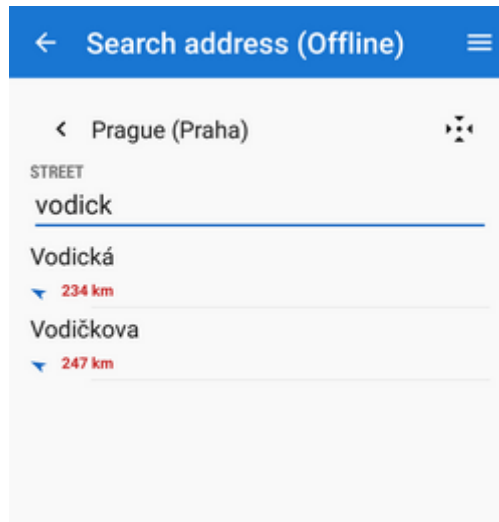 Search address (Offline)
Prague (Praha)
STREET
vodick
Vodická
234 km
Vodičkova
247 km